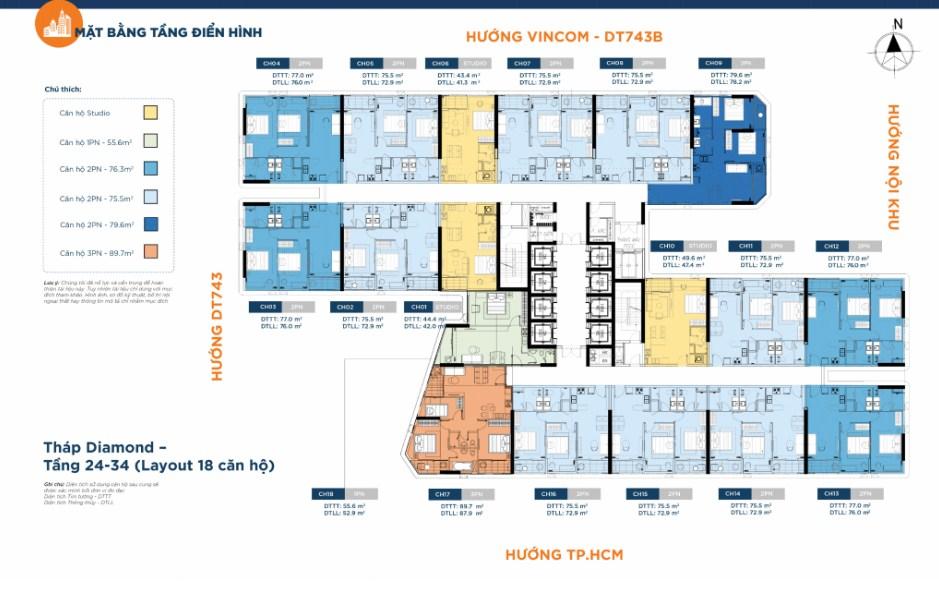 MẶT BẰNG TẦNG ĐIỂN HÌNH
HƯỚNG VINCOM - DT743B
N
CH04 2PN
DTTT: 77.0 m²
DTLL: 76.0 m²
CH05 2PN
DTTT: 75.5 m²
DTLL: 72.9 m²
CH06 STUDIO
DTTT: 43.4 m²
DTLL: 41.3 m²
CH07 2PN
DTTT: 75.5 m²
DTLL: 72.9 m²
CH08 2PN
DTTT: 75.5 m²
DTLL: 72.9 m²
CH09 2PN
DTTT: 79.6 m²
DTLL: 78.2 m²
Chú thích:
Căn hộ Studio
Căn hộ 1PN - 55.6m²
Căn hộ 2PN - 76.3m²
Căn hộ 2PN - 75.5m²
Căn hộ 2PN - 79.6m²
Căn hộ 3PN - 89.7m²
HƯỚNG NỘI KHU
HƯỚNG DT743
CH10 STUDIO
DTTT: 49.6 m²
DTLL: 47.4 m²
CH11 2PN
DTTT: 75.5 m²
DTLL: 72.9 m²
CH12 2PN
DTTT: 77.0 m²
DTLL: 76.0 m²
CH03 2PN
DTTT: 77.0 m²
DTLL: 76.0 m²
CH02 2PN
DTTT: 75.5 m²
DTLL: 72.9 m²
CH01 STUDIO
DTTT: 44.4 m²
DTLL: 42.0 m²
Tháp Diamond –
Tầng 24-34 (Layout 18 căn hộ)
Diện tích Tim tường - DTTT
Diện tích Thông thủy - DTLL
CH18 1PN
DTTT: 55.6 m²
DTLL: 52.9 m²
CH17 3PN
DTTT: 89.7 m²
DTLL: 87.9 m²
CH16 2PN
DTTT: 75.5 m²
DTLL: 72.9 m²
CH15 2PN
DTTT: 75.5 m²
DTLL: 72.9 m²
CH14 2PN
DTTT: 75.5 m²
DTLL: 72.9 m²
CH13 2PN
DTTT: 77.0 m²
DTLL: 76.0 m²
HƯỚNG TP.HCM